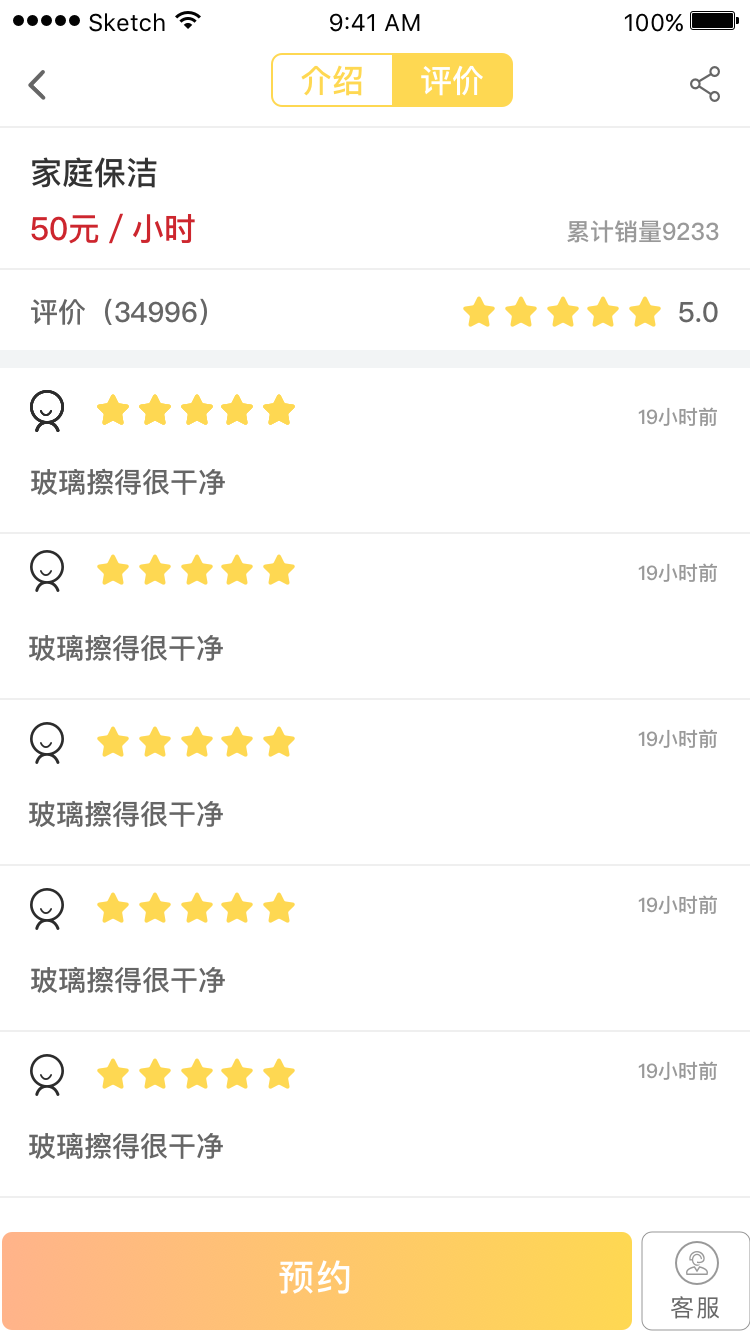 Sketch 9:41 AM 100%
介绍 评价
家庭保洁
50元 / 小时 累计销量9233
评价（34996） 5.0
19小时前
玻璃擦得很干净
19小时前
玻璃擦得很干净
19小时前
玻璃擦得很干净
19小时前
玻璃擦得很干净
19小时前
玻璃擦得很干净
预约 客服